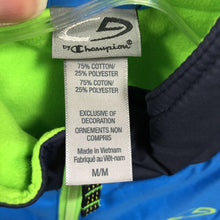 by Champion
75% COTTON/
25% POLYESTER
75% COTON/
25% POLYESTER
EXCLUSIVE OF
DECORATION
ORNEMENTS NON
COMPRIS
Made in Vietnam
Fabriqué au Viêt-nam
M/M